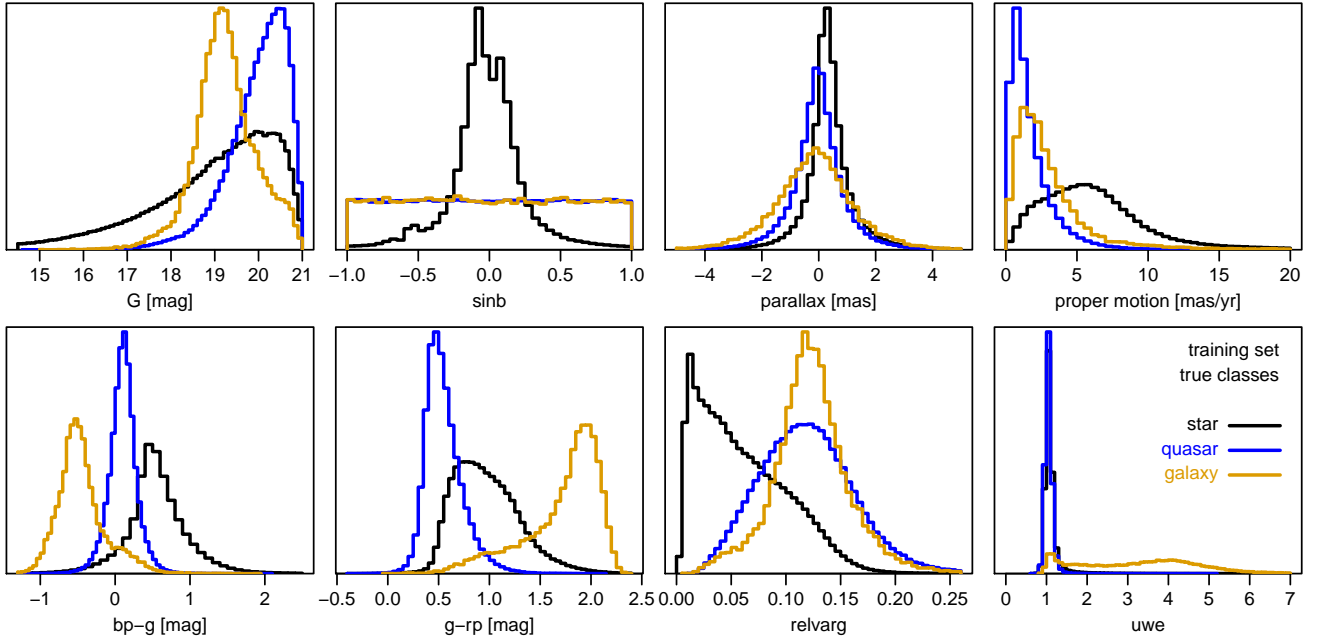 15 16 17 18 19 20 21
G [mag]
−1.0 −0.5 0.0 0.5 1.0
sinb
−4 −2 0 2 4
parallax [mas]
0 5 10 15 20
proper motion [mas/yr]
−1 0 1 2
bp−g [mag]
−0.5 0.0 0.5 1.0 1.5 2.0 2.5
g−rp [mag]
0.00 0.05 0.10 0.15 0.20 0.25
relvarg
training set
true classes
star
quasar
galaxy
0 1 2 3 4 5 6 7
uwe